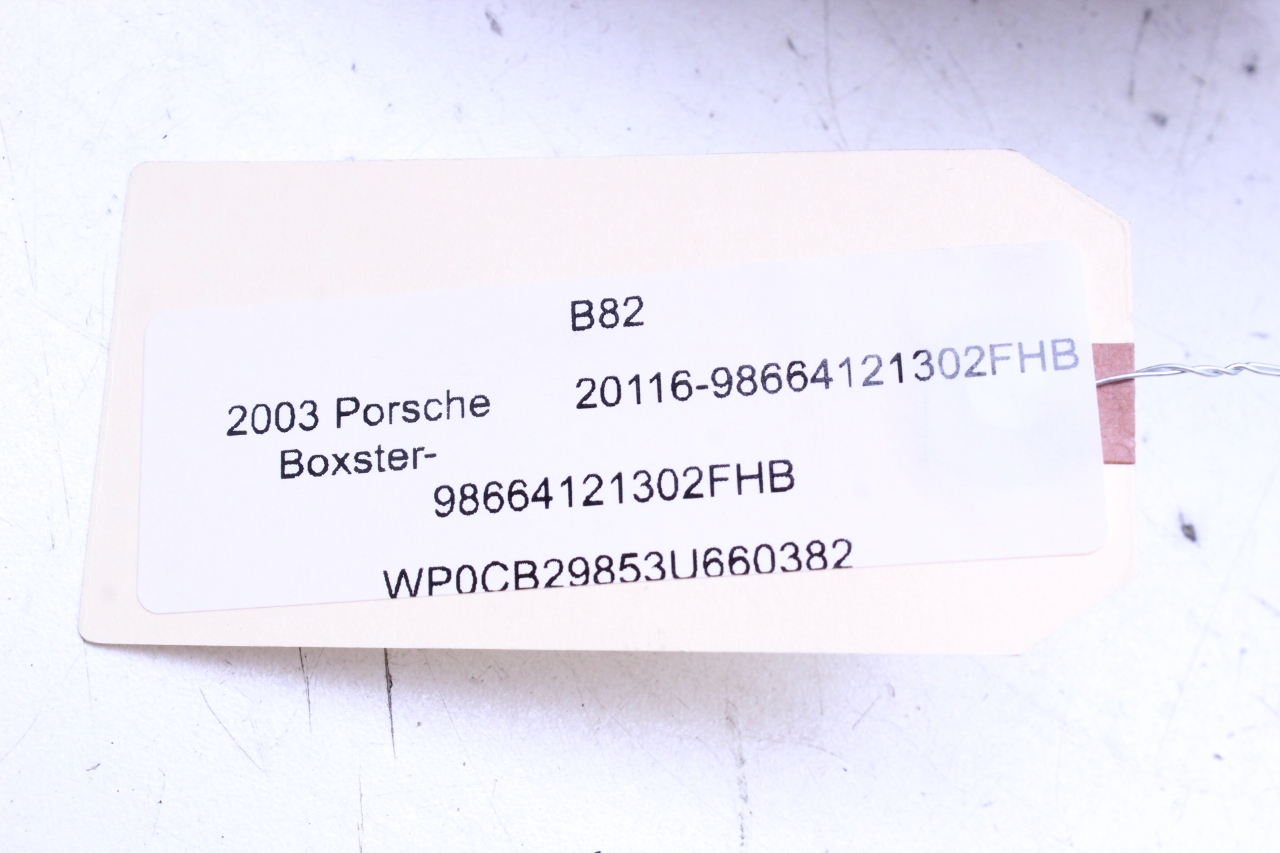 B82
20116-98664121302FHB
2003 Porsche
Boxster-
98664121302FHB
WP0CB29853U660382